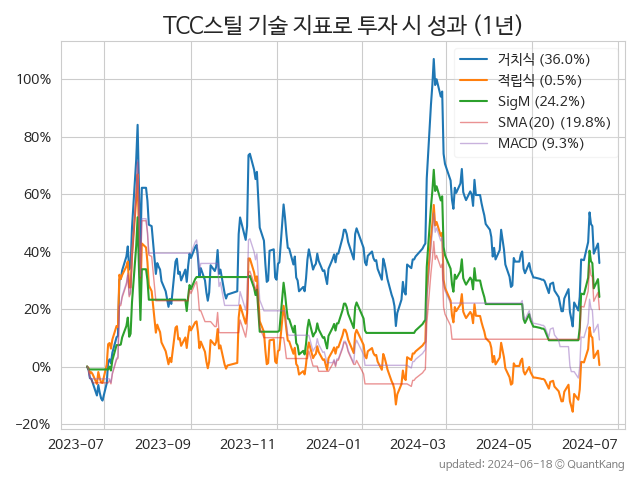 TCC스틸 기술 지표로 투자 시 성과 (1년)
거치식 (36.0%)
적립식 (0.5%)
SigM (24.2%)
SMA(20) (19.8%)
MACD (9.3%)
100%
80%
60%
40%
20%
0%
−20%
2023-07 2023-09 2023-11 2024-01 2024-03 2024-05 2024-07
updated: 2024-06-18 © QuantKang